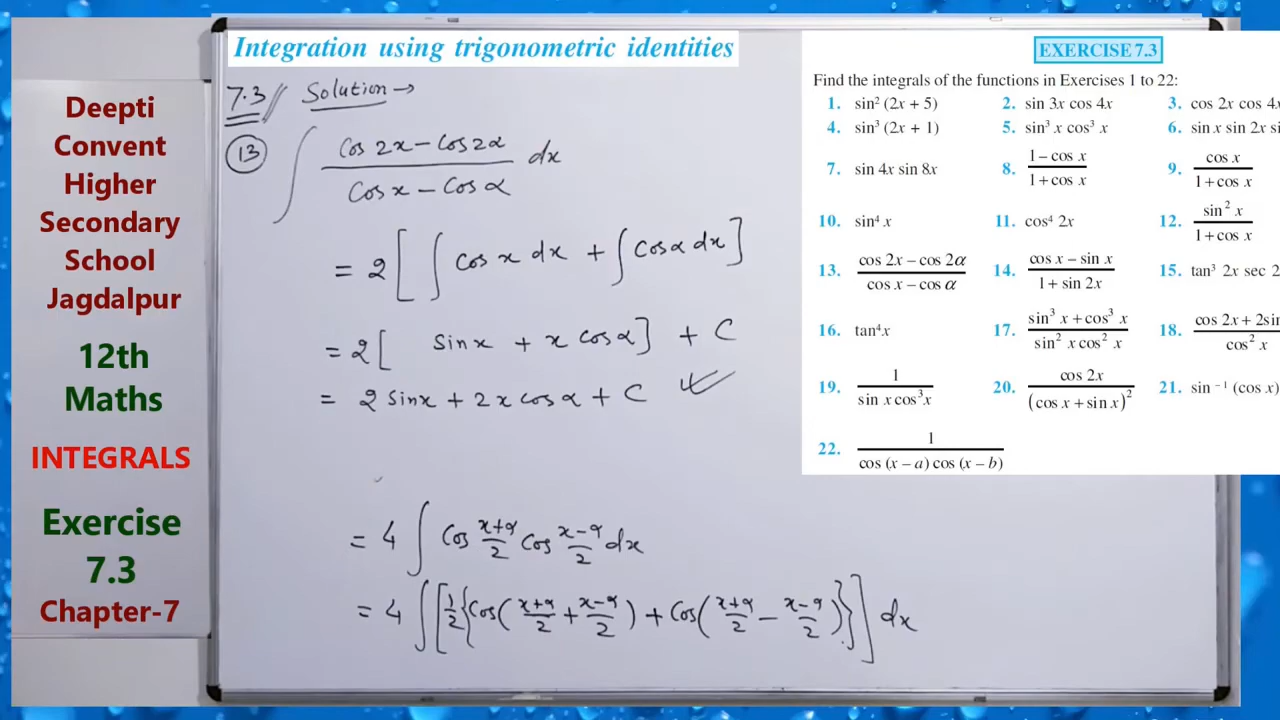 Integration using trigonometric identities
Deepti
Convent
Higher
Secondary
School
Jagdalpur
12th
Maths
INTEGRALS
Exercise
7.3
Chapter-7
7.3 Solution →
13 ∫ (Cos 2x − Cos 2α)/(Cos x − Cos α) dx
= 2 [ ∫ Cos x dx + ∫ Cos α dx ]
= 2 [ Sin x + x Cos α ] + C
= 2 Sin x + 2x Cos α + C
= 4 ∫ Cos (x+α)/2 Cos (x−α)/2 dx
= 4 ∫ [ 1/2 { Cos( (x+α)/2 + (x−α)/2 ) + Cos( (x+α)/2 − (x−α)/2 ) } ] dx
EXERCISE 7.3
Find the integrals of the functions in Exercises 1 to 22:
1. sin² (2x + 5) 2. sin 3x cos 4x 3. cos 2x cos 4x
4. sin³ (2x + 1) 5. sin³ x cos³ x 6. sin x sin 2x si
7. sin 4x sin 8x 8. (1 − cos x)/(1 + cos x) 9. cos x/(1 + cos x)
10. sin⁴ x 11. cos⁴ 2x 12. sin² x/(1 + cos x)
13. (cos 2x − cos 2α)/(cos x − cos α) 14. (cos x − sin x)/(1 + sin 2x) 15. tan³ 2x sec 2
16. tan⁴x 17. (sin³ x + cos³ x)/(sin² x cos² x) 18. (cos 2x + 2sin)/(cos² x)
19. 1/(sin x cos³x) 20. cos 2x/(cos x + sin x)² 21. sin⁻¹ (cos x)
22. 1/(cos (x − a) cos (x − b))